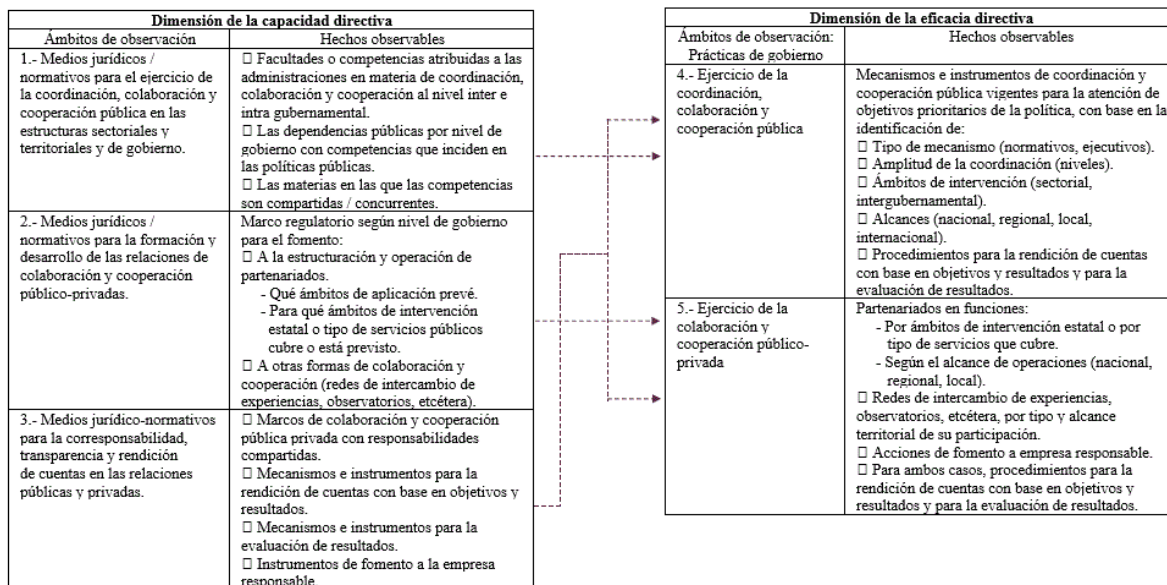 Dimensión de la capacidad directiva
Ámbitos de observación
Hechos observables
1.- Medios jurídicos /
normativos para el ejercicio de
la coordinación, colaboración y
cooperación pública en las
estructuras sectoriales y
territoriales y de gobierno.
□ Facultades o competencias atribuidas a las
administraciones en materia de coordinación,
colaboración y cooperación al nivel inter e
intra gubernamental.
□ Las dependencias públicas por nivel de
gobierno con competencias que inciden en
las políticas públicas.
□ Las materias en las que las competencias
son compartidas / concurrentes.
2.- Medios jurídicos /
normativos para la formación y
desarrollo de las relaciones de
colaboración y cooperación
público-privadas.
Marco regulatorio según nivel de gobierno
para el fomento:
□ A la estructuración y operación de
partenariados.
- Qué ámbitos de aplicación prevé.
- Para qué ámbitos de intervención
estatal o tipo de servicios públicos
cubre o está previsto.
□ A otras formas de colaboración y
cooperación (redes de intercambio de
experiencias, observatorios, etcétera).
3.- Medios jurídico-normativos
para la corresponsabilidad,
transparencia y rendición
de cuentas en las relaciones
públicas y privadas.
□ Marcos de colaboración y cooperación
pública privada con responsabilidades
compartidas.
□ Mecanismos e instrumentos para la
rendición de cuentas con base en objetivos y
resultados.
□ Mecanismos e instrumentos para la
evaluación de resultados.
□ Instrumentos de fomento a la empresa
responsable.
Dimensión de la eficacia directiva
Ámbitos de observación:
Prácticas de gobierno
Hechos observables
4.- Ejercicio de la
coordinación,
colaboración y
cooperación pública
Mecanismos e instrumentos de coordinación y
cooperación pública vigentes para la atención de
objetivos prioritarios de la política, con base en la
identificación de:
□ Tipo de mecanismo (normativos, ejecutivos).
□ Amplitud de la coordinación (niveles).
□ Ámbitos de intervención (sectorial,
intergubernamental).
□ Alcances (nacional, regional, local,
internacional).
□ Procedimientos para la rendición de cuentas
con base en objetivos y resultados y para la
evaluación de resultados.
5.- Ejercicio de la
colaboración y
cooperación público-
privada
Partenariados en funciones:
- Por ámbitos de intervención estatal o por
tipo de servicios que cubre.
- Según el alcance de operaciones (nacional,
regional, local).
□ Redes de intercambio de experiencias,
observatorios, etcétera, por tipo y alcance
territorial de su participación.
□ Acciones de fomento a empresa responsable.
□ Para ambos casos, procedimientos para la
rendición de cuentas con base en objetivos y
resultados y para la evaluación de resultados.